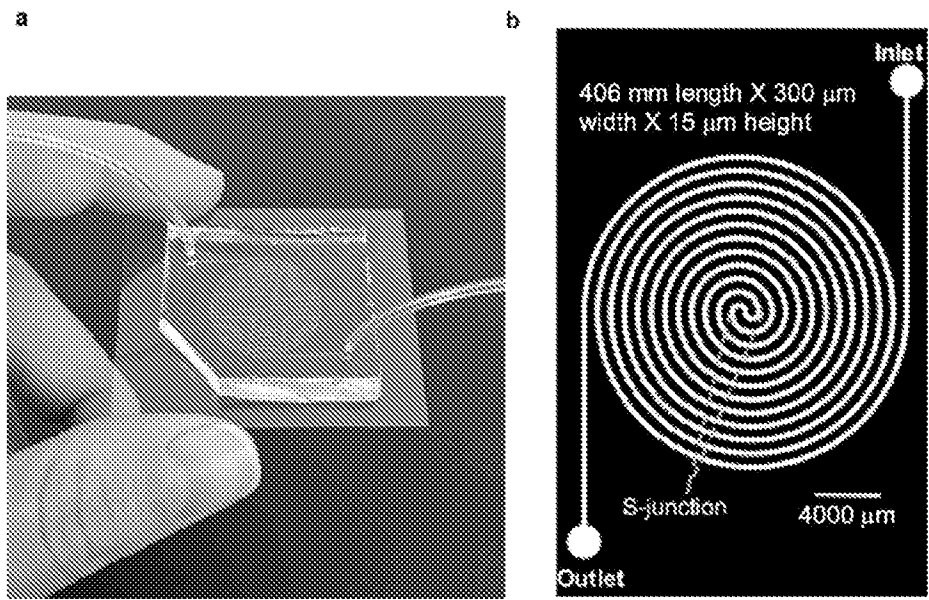 a
b
Inlet
406 mm length X 300 μm
width X 15 μm height
S-junction
4000 μm
Outlet